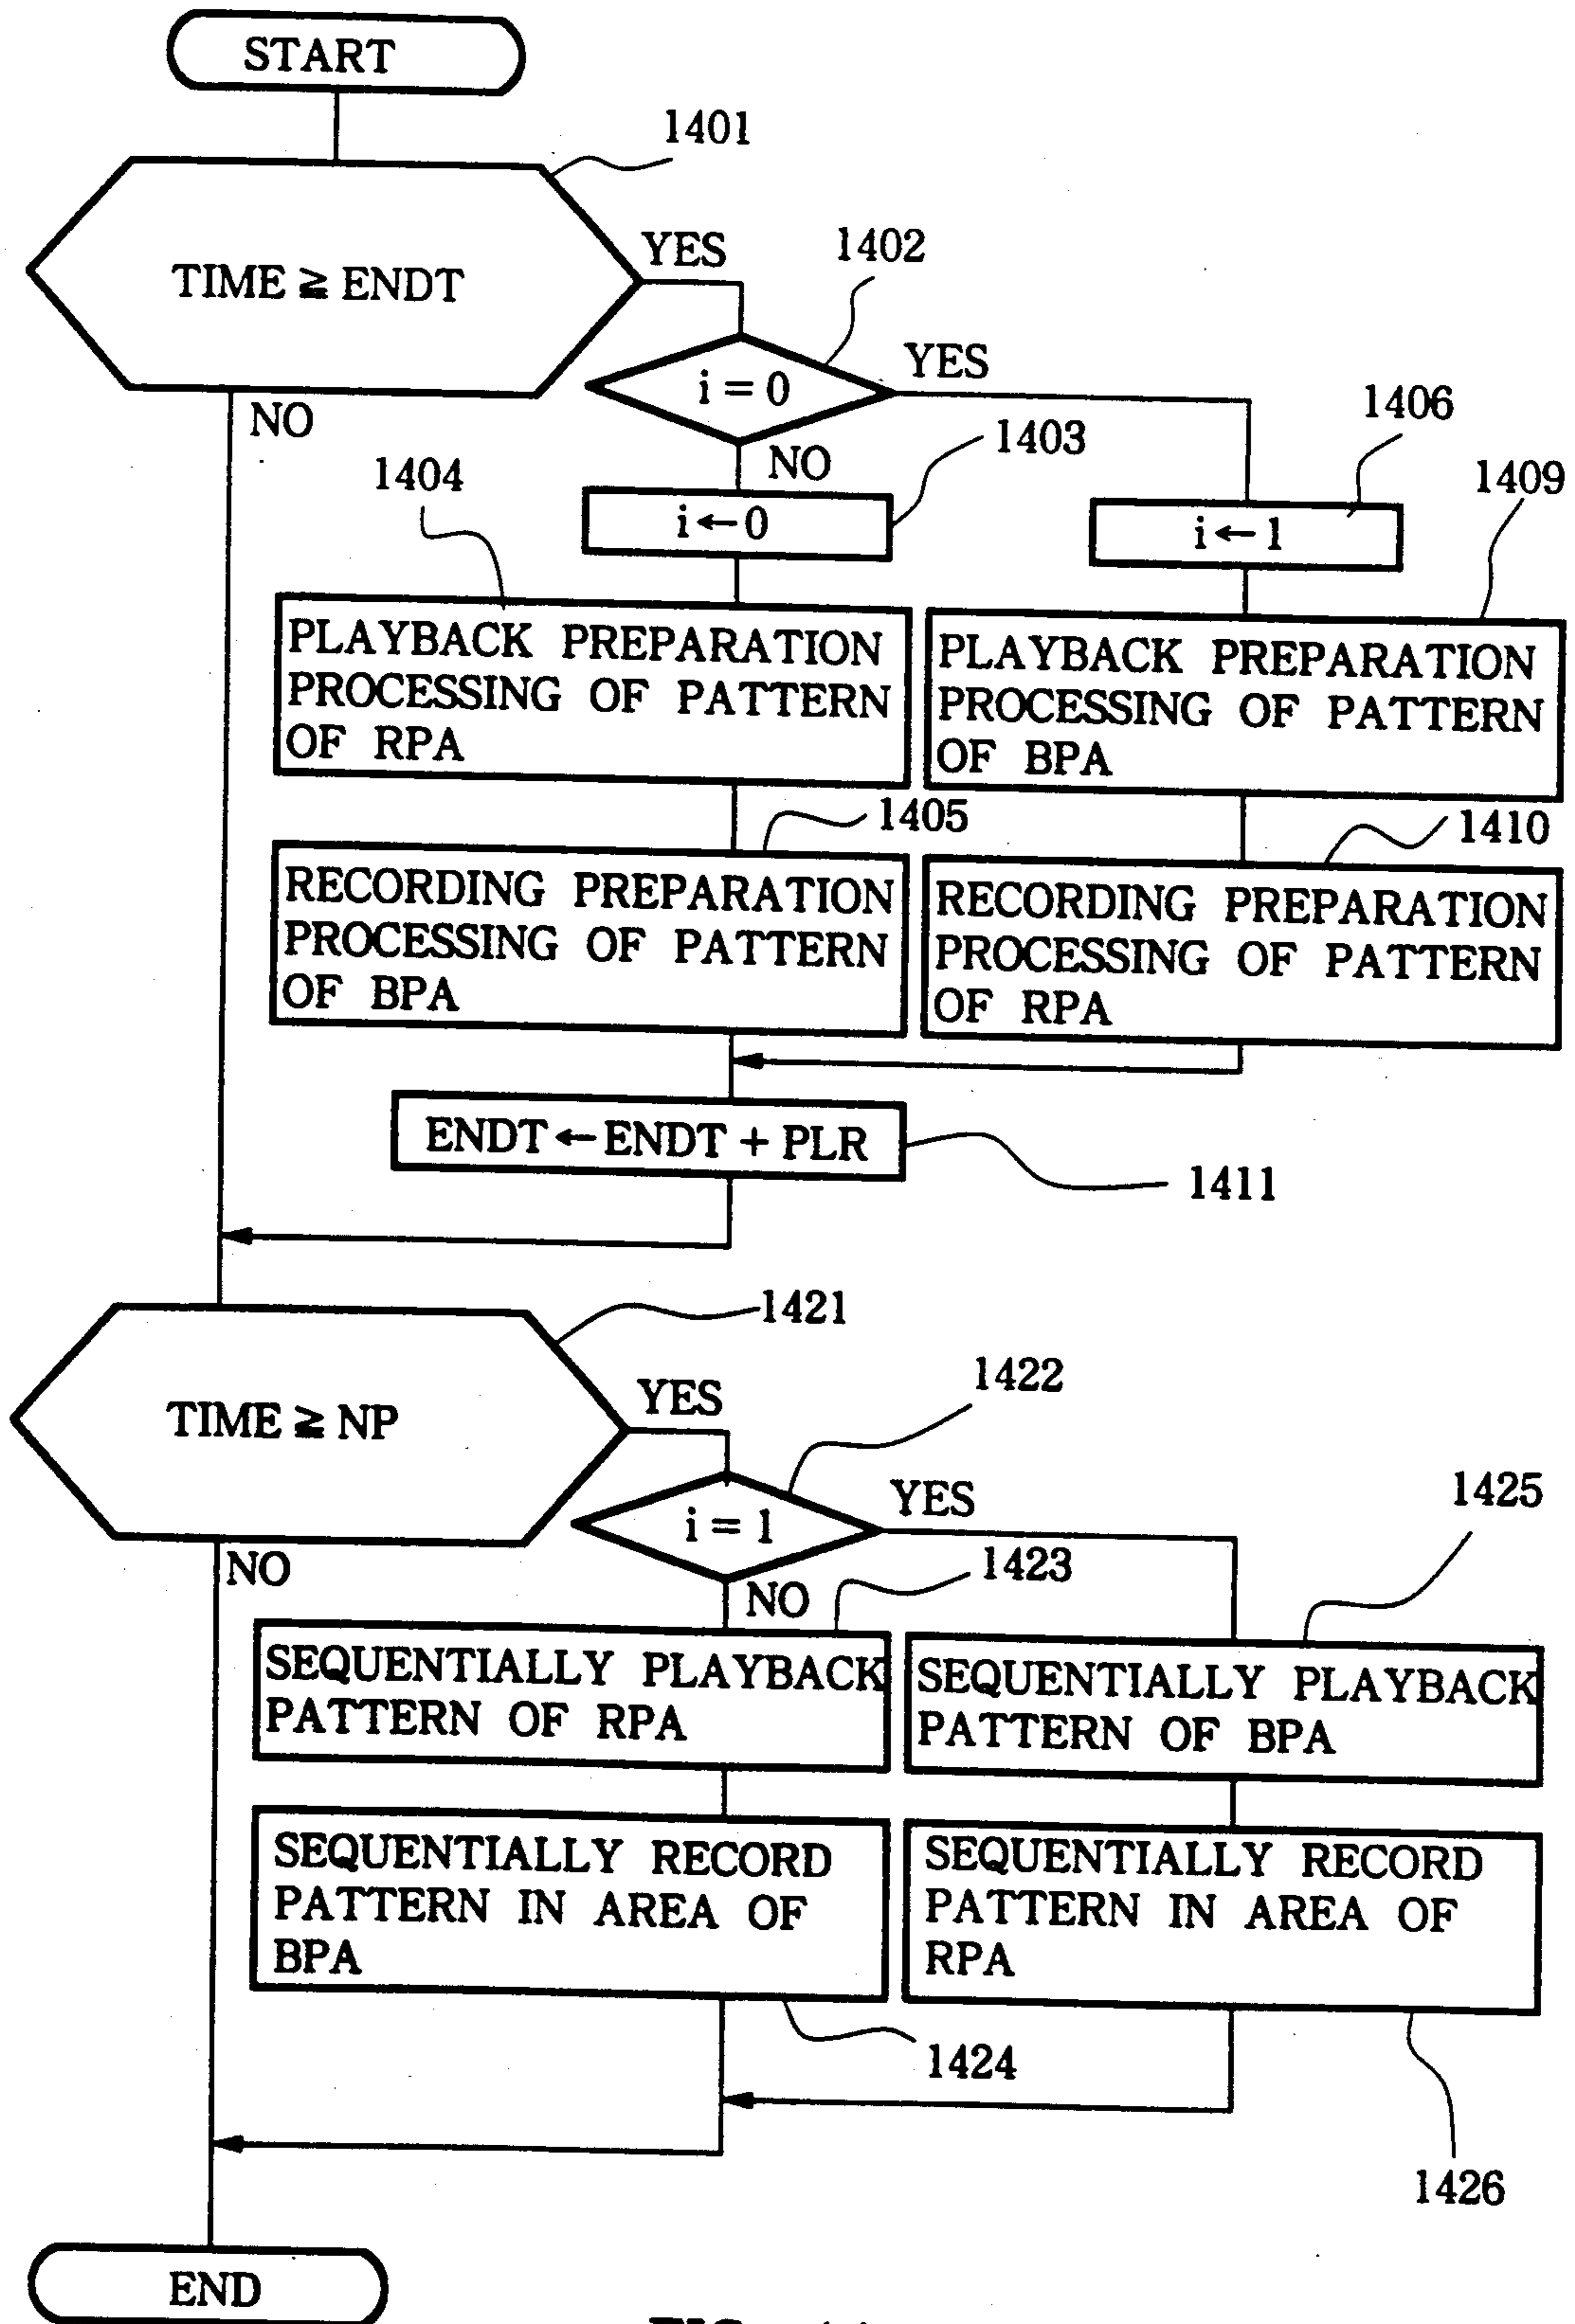 START
1401
YES
TIME ≧ ENDT
1402
YES
i = 0
NO
1403
1406
1404
NO
1409
i ← 0
i ← 1
PLAYBACK PREPARATION
PROCESSING OF PATTERN
OF RPA
PLAYBACK PREPARATION
PROCESSING OF PATTERN
OF BPA
1405
1410
RECORDING PREPARATION
PROCESSING OF PATTERN
OF BPA
RECORDING PREPARATION
PROCESSING OF PATTERN
OF RPA
ENDT ← ENDT + PLR
1411
1421
YES
TIME ≧ NP
1422
YES
i = 1
1425
NO
1423
NO
SEQUENTIALLY PLAYBACK
PATTERN OF RPA
SEQUENTIALLY PLAYBACK
PATTERN OF BPA
SEQUENTIALLY RECORD
PATTERN IN AREA OF
BPA
SEQUENTIALLY RECORD
PATTERN IN AREA OF
RPA
1424
1426
END